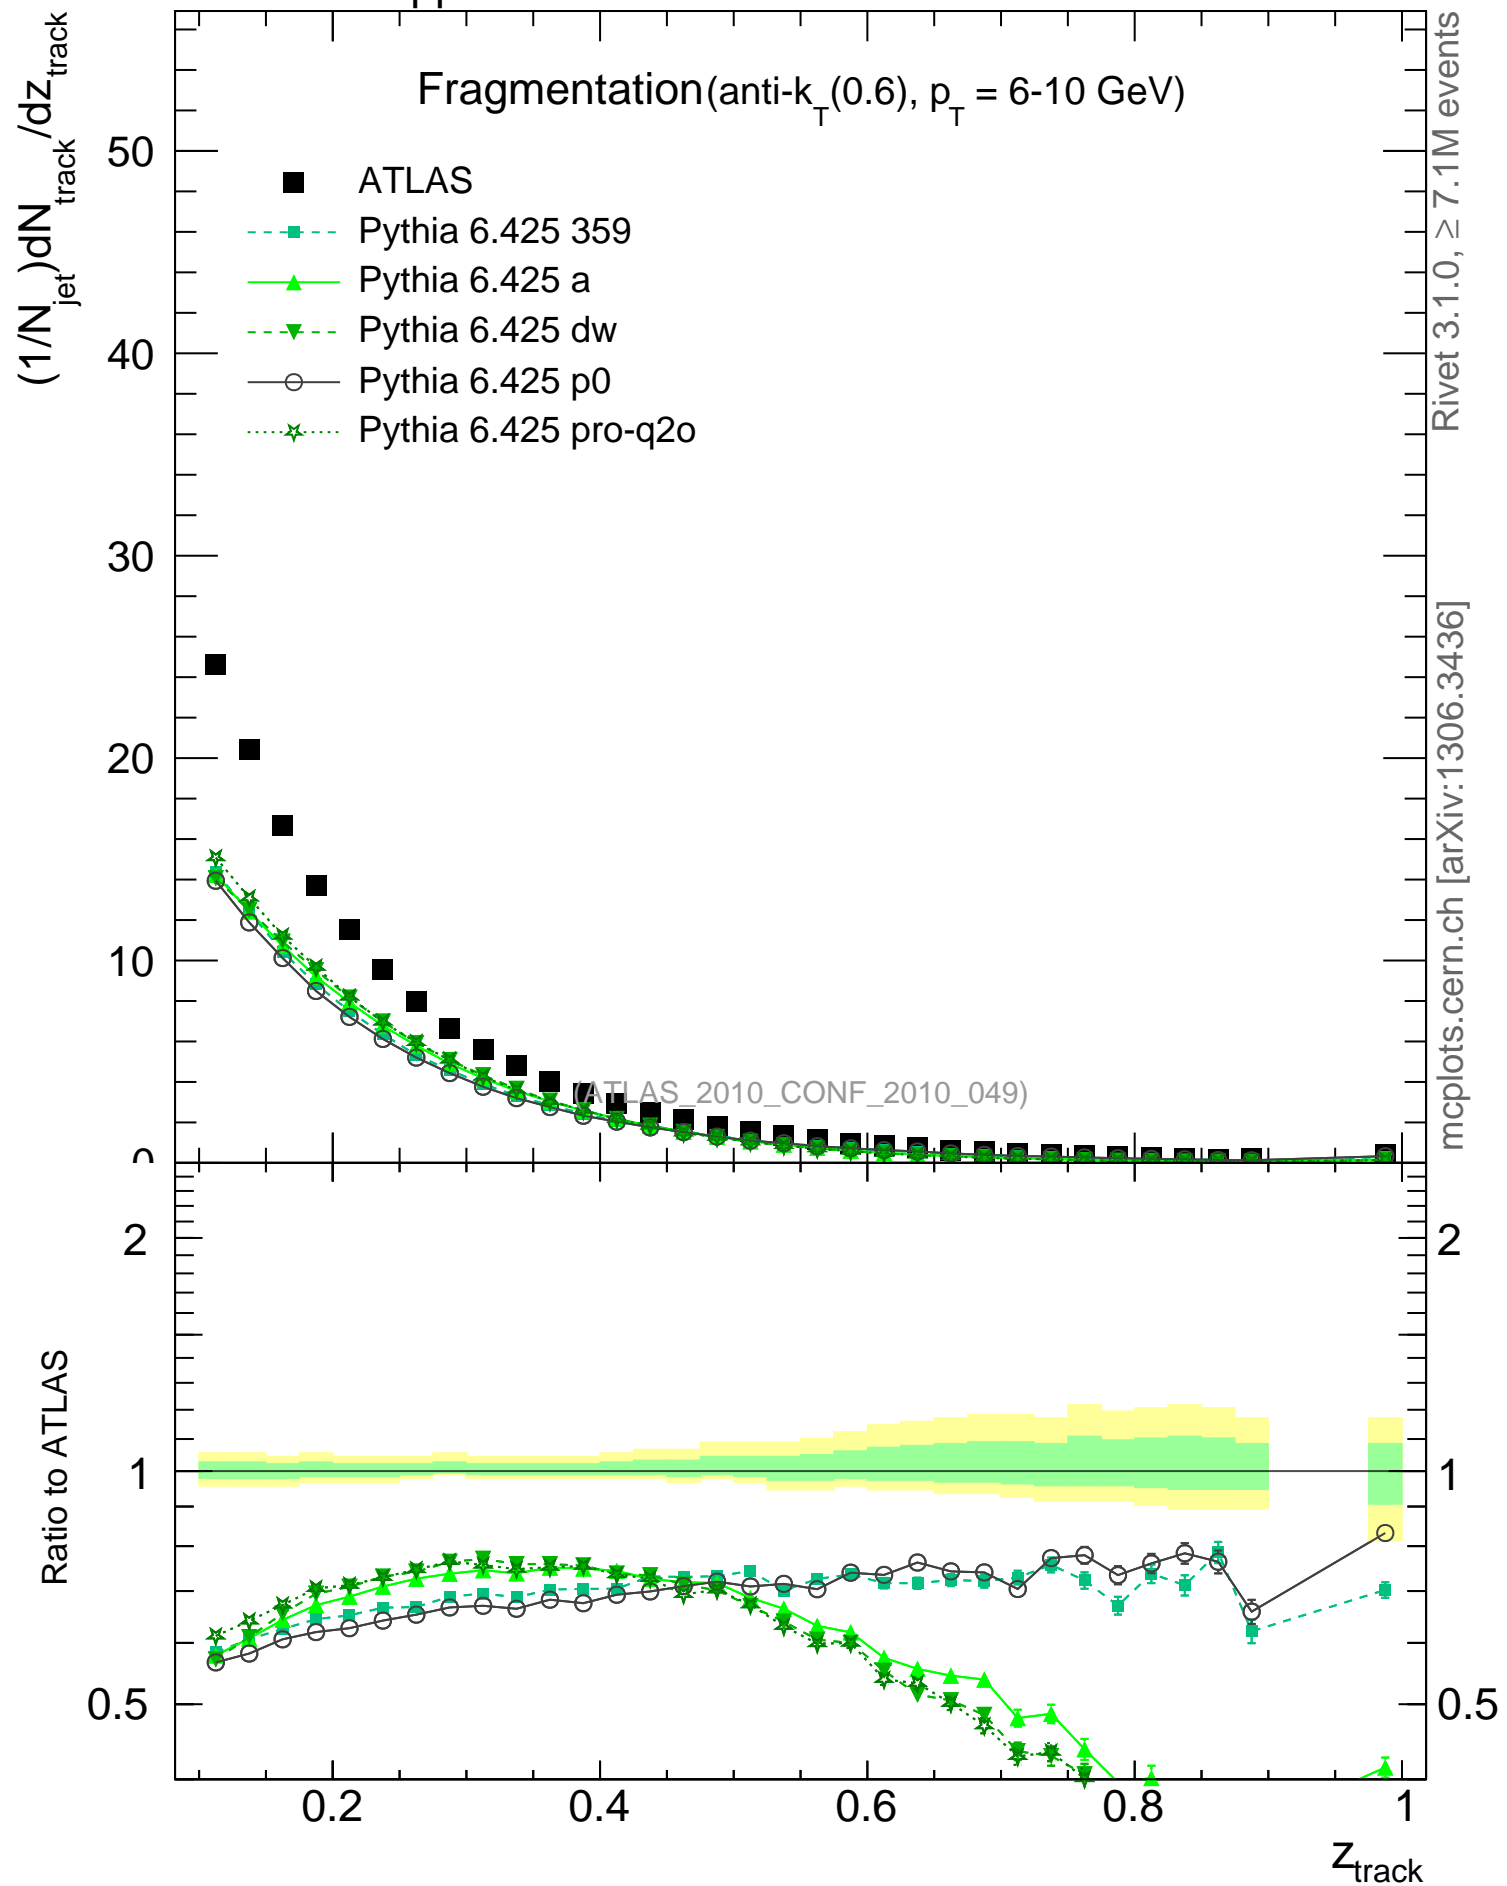 pp
Fragmentation (anti-k_T(0.6), p_T = 6-10 GeV)
(1/N_jet)dN_track/dz_track
ATLAS
Pythia 6.425 359
Pythia 6.425 a
Pythia 6.425 dw
Pythia 6.425 p0
Pythia 6.425 pro-q2o
50
40
30
20
10
0
(ATLAS_2010_CONF_2010_049)
Rivet 3.1.0, ≥ 7.1M events
mcplots.cern.ch [arXiv:1306.3436]
Ratio to ATLAS
2
1
0.5
2
1
0.5
0.2
0.4
0.6
0.8
1
z_track